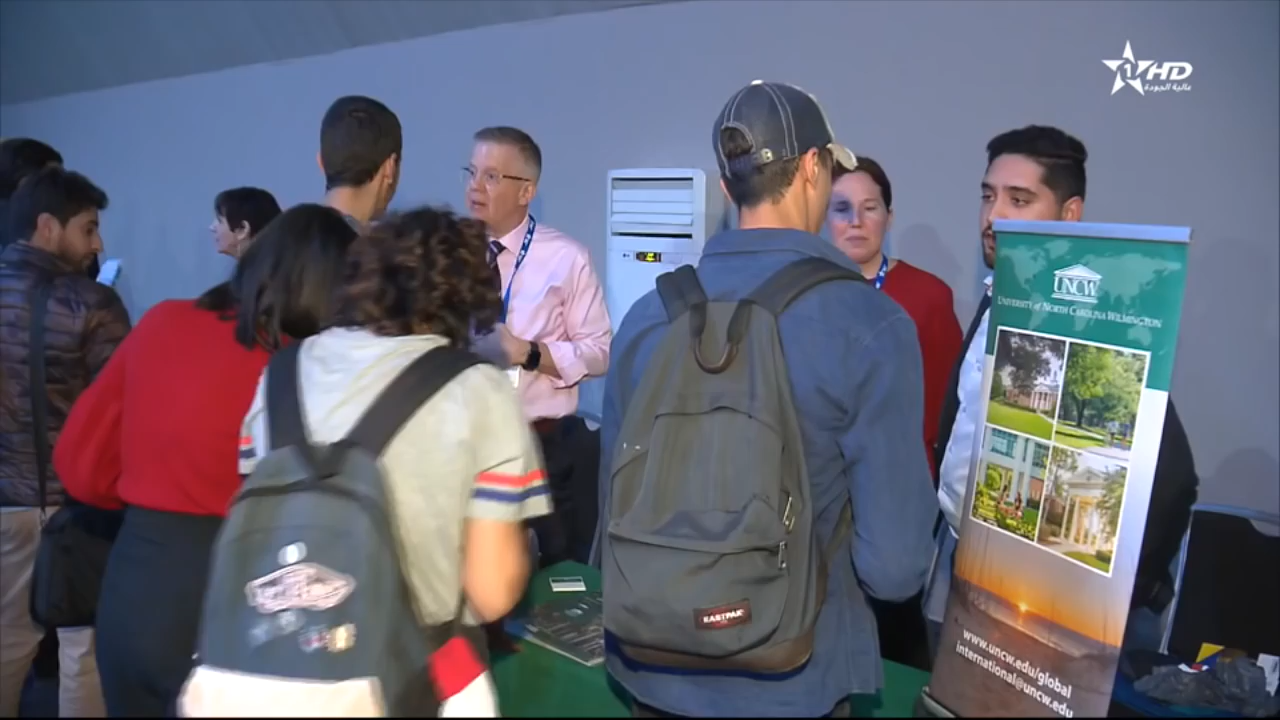 1 HD
عالية الجودة
UNCW
UNIVERSITY of NORTH CAROLINA WILMINGTON
EASTPAK
www.uncw.edu/global
international@uncw.edu